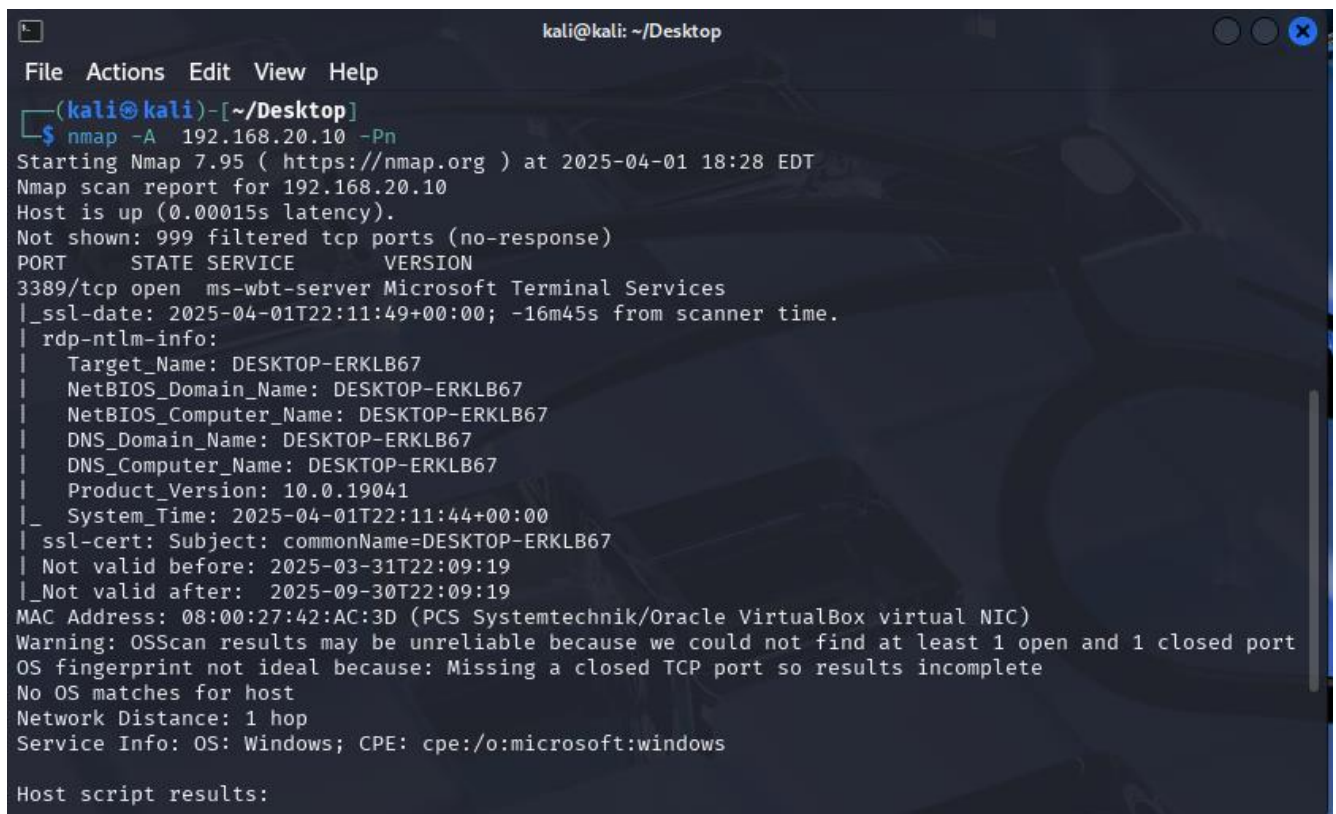 kali@kali: ~/Desktop
File Actions Edit View Help
┌──(kali㉿kali)-[~/Desktop]
└─$ nmap -A  192.168.20.10 -Pn
Starting Nmap 7.95 ( https://nmap.org ) at 2025-04-01 18:28 EDT
Nmap scan report for 192.168.20.10
Host is up (0.00015s latency).
Not shown: 999 filtered tcp ports (no-response)
PORT     STATE SERVICE       VERSION
3389/tcp open  ms-wbt-server Microsoft Terminal Services
|_ssl-date: 2025-04-01T22:11:49+00:00; -16m45s from scanner time.
| rdp-ntlm-info:
|   Target_Name: DESKTOP-ERKLB67
|   NetBIOS_Domain_Name: DESKTOP-ERKLB67
|   NetBIOS_Computer_Name: DESKTOP-ERKLB67
|   DNS_Domain_Name: DESKTOP-ERKLB67
|   DNS_Computer_Name: DESKTOP-ERKLB67
|   Product_Version: 10.0.19041
|_  System_Time: 2025-04-01T22:11:44+00:00
| ssl-cert: Subject: commonName=DESKTOP-ERKLB67
| Not valid before: 2025-03-31T22:09:19
|_Not valid after:  2025-09-30T22:09:19
MAC Address: 08:00:27:42:AC:3D (PCS Systemtechnik/Oracle VirtualBox virtual NIC)
Warning: OSScan results may be unreliable because we could not find at least 1 open and 1 closed port
OS fingerprint not ideal because: Missing a closed TCP port so results incomplete
No OS matches for host
Network Distance: 1 hop
Service Info: OS: Windows; CPE: cpe:/o:microsoft:windows
Host script results: